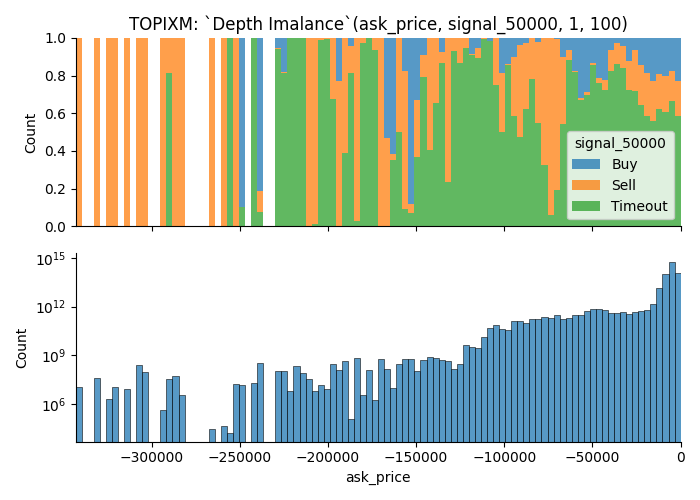 TOPIXM: `Depth Imalance`(ask_price, signal_50000, 1, 100)
1.0
0.8
0.6
0.4
0.2
0.0
Count
signal_50000
Buy
Sell
Timeout
10^15
10^12
10^9
10^6
Count
−300000 −250000 −200000 −150000 −100000 −50000 0
ask_price